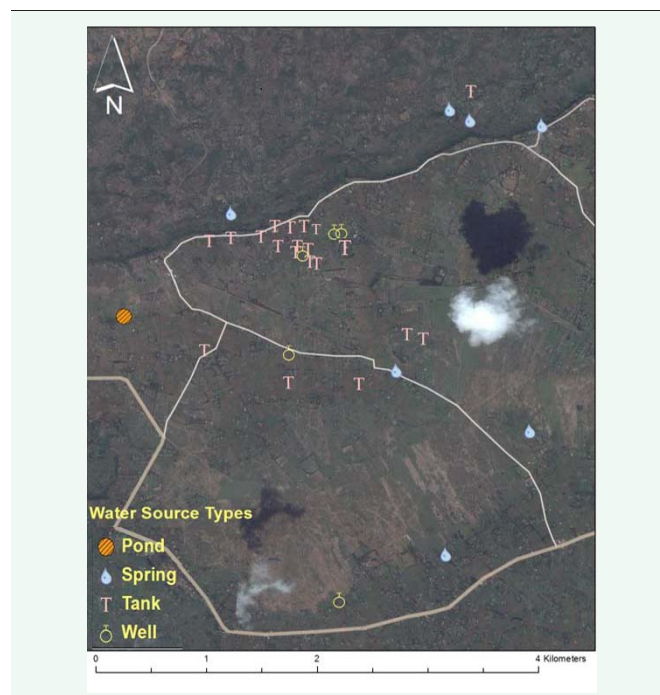 N
Water Source Types
Pond
Spring
T Tank
Well
0 1 2 4 Kilometers